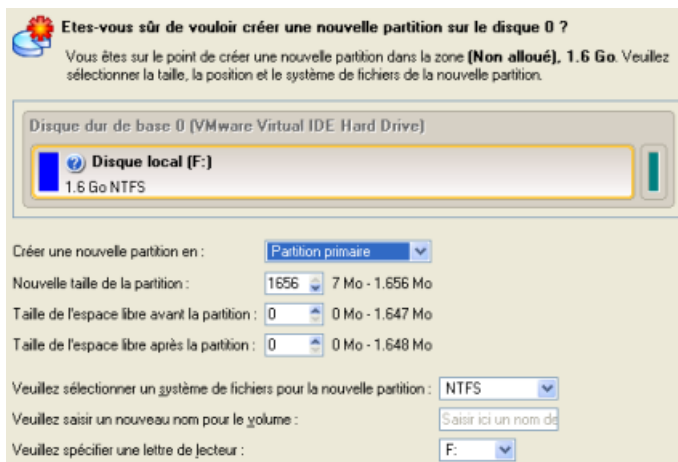 Etes-vous sûr de vouloir créer une nouvelle partition sur le disque 0 ?
Vous êtes sur le point de créer une nouvelle partition dans la zone (Non alloué), 1.6 Go. Veuillez
sélectionner la taille, la position et le système de fichiers de la nouvelle partition.
Disque dur de base 0 (VMware Virtual IDE Hard Drive)
Disque local (F:)
1.6 Go NTFS
Créer une nouvelle partition en : Partition primaire
Nouvelle taille de la partition : 1656 7 Mo - 1.656 Mo
Taille de l'espace libre avant la partition : 0 0 Mo - 1.647 Mo
Taille de l'espace libre après la partition : 0 0 Mo - 1.648 Mo
Veuillez sélectionner un système de fichiers pour la nouvelle partition : NTFS
Veuillez saisir un nouveau nom pour le volume : Saisir ici un nom de
Veuillez spécifier une lettre de lecteur : F: